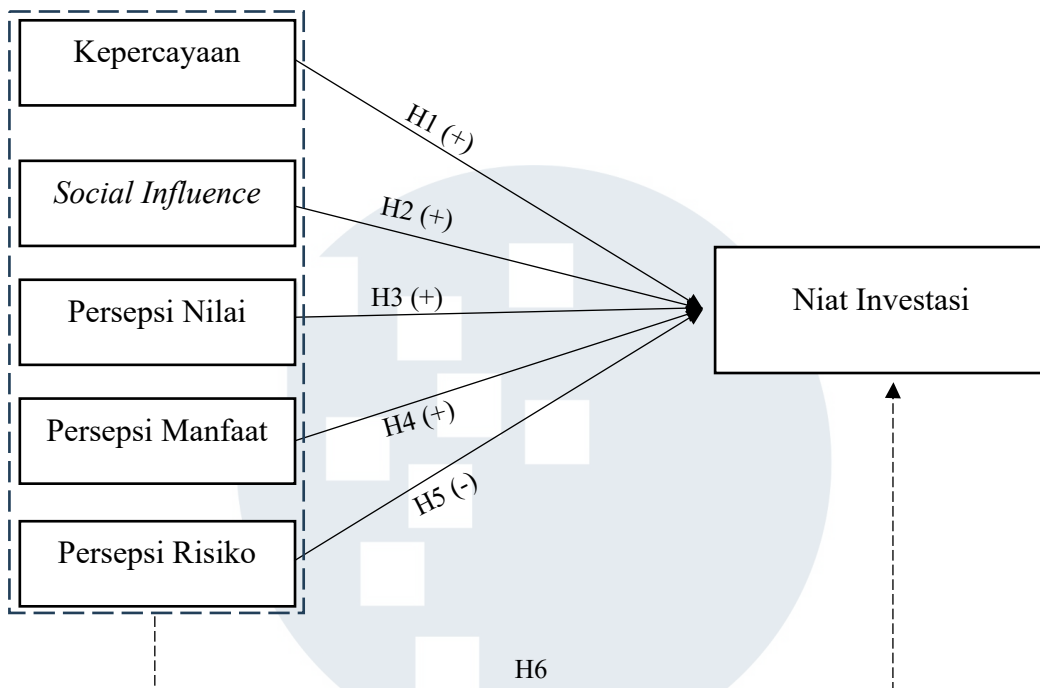 Kepercayaan
H1 (+)
Social Influence
H2 (+)
Persepsi Nilai
H3 (+)
Niat Investasi
Persepsi Manfaat
H4 (+)
H5 (-)
Persepsi Risiko
H6